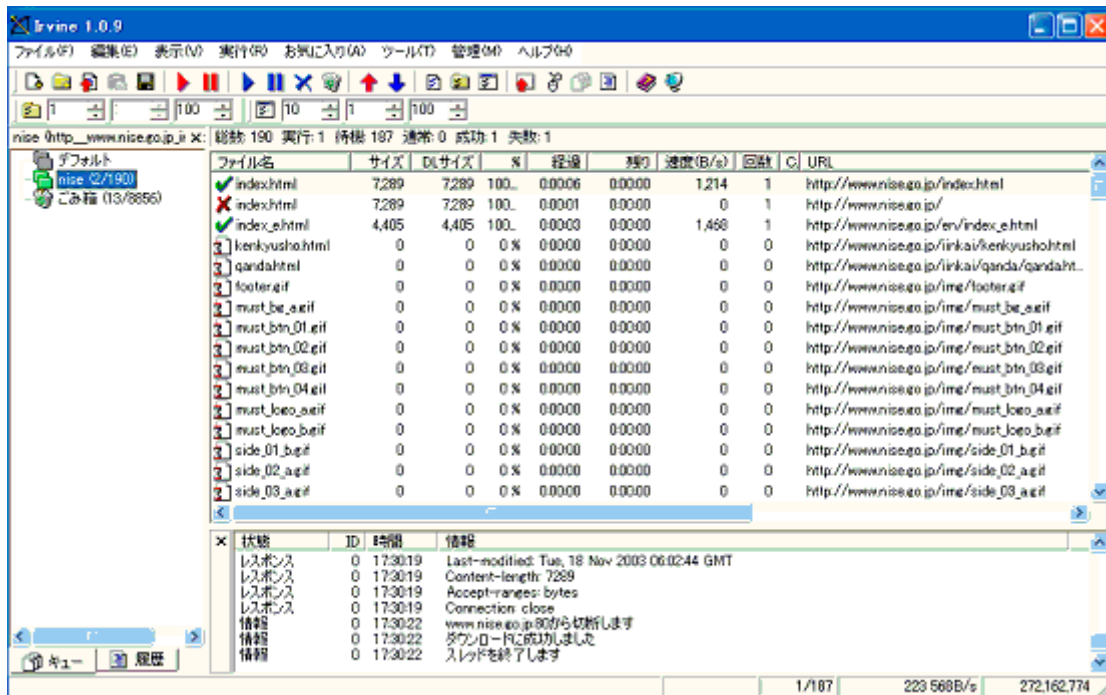 Irvine 1.0.9
ファイル(F) 編集(E) 表示(V) 実行(R) お気に入り(A) ツール(T) 管理(M) ヘルプ(H)
1 100 10 1 100
nise (http__www.nise.go.jp_i
総数: 190 実行: 1 待機: 187 通常: 0 成功: 1 失敗: 1
デフォルト
nise (2/190)
ごみ箱 (13/8856)
ファイル名 サイズ DLサイズ % 経過 残り 速度(B/s) 回数 C URL
index.html 7,289 7,289 100... 0:00:06 0:00:00 1,214 1 http://www.nise.go.jp/index.html
index.html 7,289 7,289 100... 0:00:01 0:00:00 0 1 http://www.nise.go.jp/
index_e.html 4,405 4,405 100... 0:00:03 0:00:00 1,468 1 http://www.nise.go.jp/en/index_e.html
kenkyusho.html 0 0 0 % 0:00:00 0:00:00 0 0 http://www.nise.go.jp/iinkai/kenkyusho.html
qanda.html 0 0 0 % 0:00:00 0:00:00 0 0 http://www.nise.go.jp/iinkai/qanda/qanda.ht...
footer.gif 0 0 0 % 0:00:00 0:00:00 0 0 http://www.nise.go.jp/img/footer.gif
must_bg_a.gif 0 0 0 % 0:00:00 0:00:00 0 0 http://www.nise.go.jp/img/must_bg_a.gif
must_btn_01.gif 0 0 0 % 0:00:00 0:00:00 0 0 http://www.nise.go.jp/img/must_btn_01.gif
must_btn_02.gif 0 0 0 % 0:00:00 0:00:00 0 0 http://www.nise.go.jp/img/must_btn_02.gif
must_btn_03.gif 0 0 0 % 0:00:00 0:00:00 0 0 http://www.nise.go.jp/img/must_btn_03.gif
must_btn_04.gif 0 0 0 % 0:00:00 0:00:00 0 0 http://www.nise.go.jp/img/must_btn_04.gif
must_logo_a.gif 0 0 0 % 0:00:00 0:00:00 0 0 http://www.nise.go.jp/img/must_logo_a.gif
must_logo_b.gif 0 0 0 % 0:00:00 0:00:00 0 0 http://www.nise.go.jp/img/must_logo_b.gif
side_01_b.gif 0 0 0 % 0:00:00 0:00:00 0 0 http://www.nise.go.jp/img/side_01_b.gif
side_02_a.gif 0 0 0 % 0:00:00 0:00:00 0 0 http://www.nise.go.jp/img/side_02_a.gif
side_03_a.gif 0 0 0 % 0:00:00 0:00:00 0 0 http://www.nise.go.jp/img/side_03_a.gif
状態 ID 時間 情報
レスポンス 0 17:30:19 Last-modified: Tue, 18 Nov 2003 06:02:44 GMT
レスポンス 0 17:30:19 Content-length: 7289
レスポンス 0 17:30:19 Accept-ranges: bytes
レスポンス 0 17:30:19 Connection: close
情報 0 17:30:22 www.nise.go.jp:80から切断します
情報 0 17:30:22 ダウンロードに成功しました
情報 0 17:30:22 スレッドを終了します
キュー 履歴
1/187 223 568B/s 272,162,774